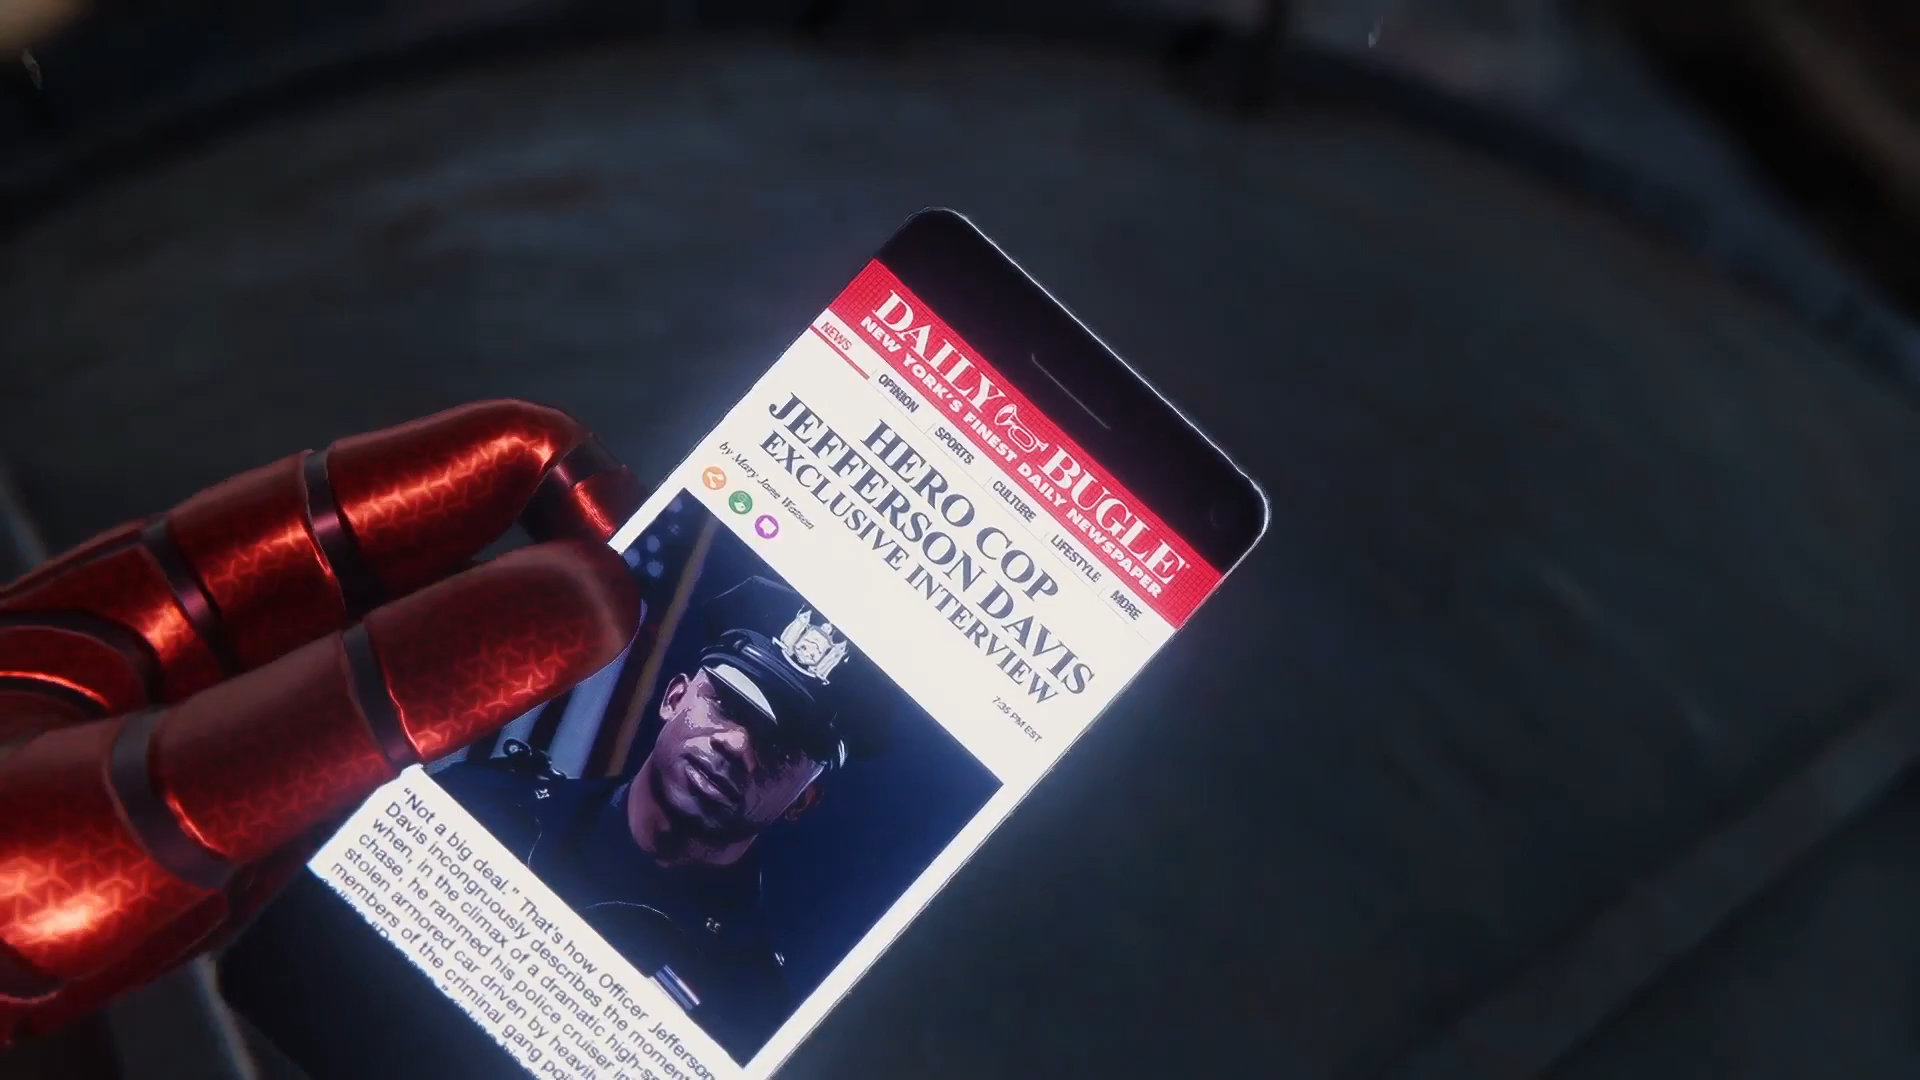 DAILY BUGLE
NEW YORK'S FINEST DAILY NEWSPAPER
NEWS
OPINION
SPORTS
CULTURE
LIFESTYLE
MORE
HERO COP
JEFFERSON DAVIS
EXCLUSIVE INTERVIEW
by Mary Jane Watson
7:35 PM EST
"Not a big deal." That's how Officer Jefferson
Davis incongruously describes the moment
when, in the climax of a dramatic high-s
chase, he rammed his police cruiser in
stolen armored car driven by heavil
members of the criminal gang